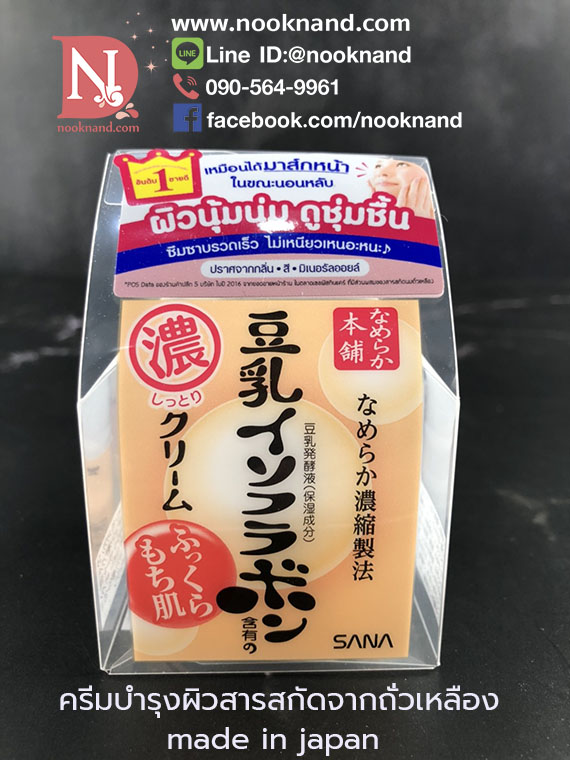 www.nooknand.com
LINE Line ID:@nooknand
090-564-9961
facebook.com/nooknand
N
nooknand.com
อันดับ 1 ขายดี
เหมือนได้มาส์กหน้า
ในขณะนอนหลับ
ผิวนุ้มนุ่น ดูชุ่มชื้น
ซึมซาบรวดเร็ว ไม่เหนียวเหนอะหนะ♪
ปราศจากกลิ่น • สี • มิเนอรัลออยล์
なめらか本舗
なめらか濃縮製法
豆乳イソフラボン含有の
豆乳発酵液(保湿成分)
濃
しっとり
クリーム
ふっくら
もち肌
SANA
ครีมบำรุงผิวสารสกัดจากถั่วเหลือง
made in japan